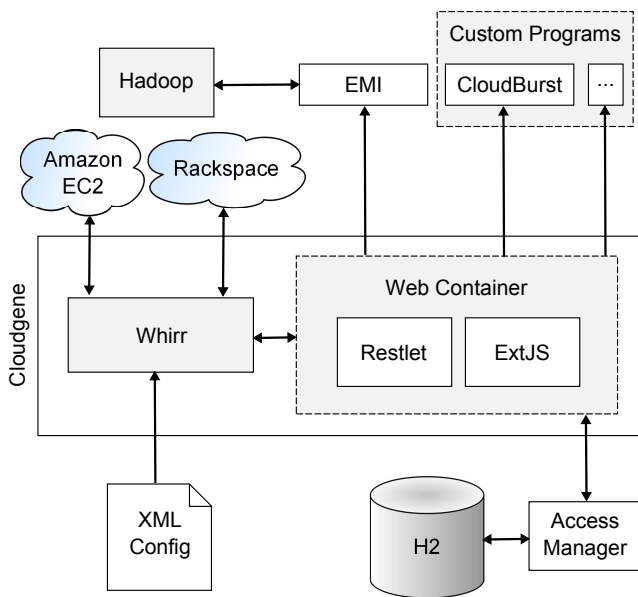 Custom Programs
Hadoop
EMI
CloudBurst
...
Amazon
EC2
Rackspace
Cloudgene
Web Container
Whirr
Restlet
ExtJS
XML
Config
H2
Access
Manager